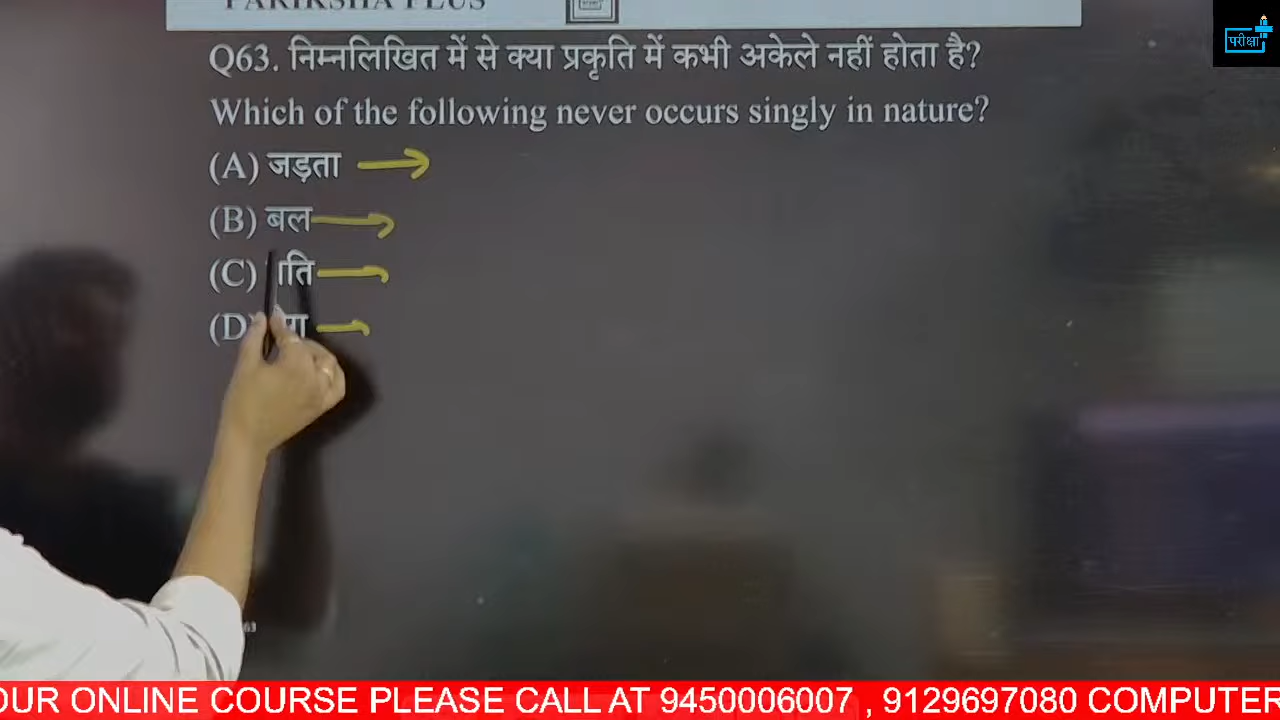 PARIKSHA PLUS
परीक्षा
Q63. निम्नलिखित में से क्या प्रकृति में कभी अकेले नहीं होता है?
Which of the following never occurs singly in nature?
(A) जड़ता
(B) बल
(C)
(D)
63
OUR ONLINE COURSE PLEASE CALL AT 9450006007 , 9129697080 COMPUTER